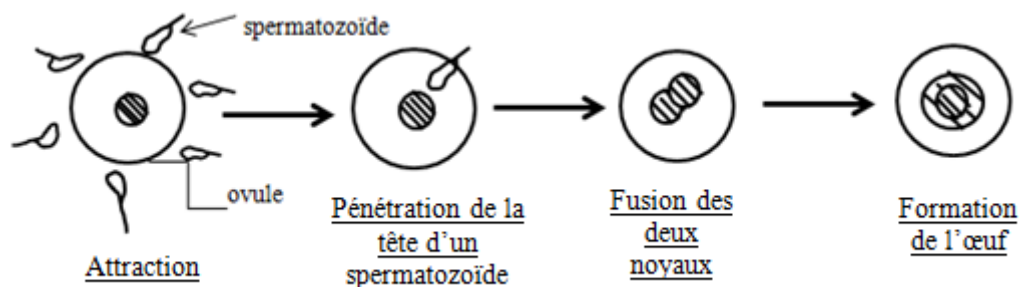 spermatozoïde
ovule
Attraction
Pénétration de la
tête d'un
spermatozoïde
Fusion des
deux
noyaux
Formation
de l'œuf